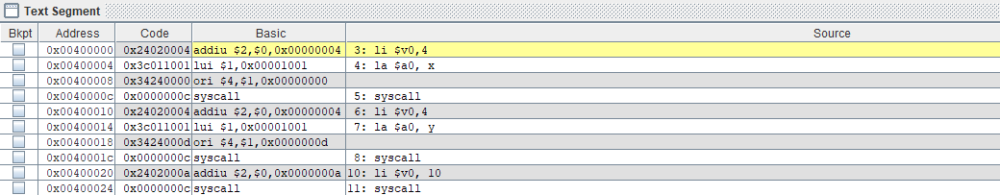 Text Segment
Bkpt Address Code Basic Source
0x00400000 0x24020004 addiu $2,$0,0x00000004 3: li $v0,4
0x00400004 0x3c011001 lui $1,0x00001001 4: la $a0, x
0x00400008 0x34240000 ori $4,$1,0x00000000
0x0040000c 0x0000000c syscall 5: syscall
0x00400010 0x24020004 addiu $2,$0,0x00000004 6: li $v0,4
0x00400014 0x3c011001 lui $1,0x00001001 7: la $a0, y
0x00400018 0x3424000d ori $4,$1,0x0000000d
0x0040001c 0x0000000c syscall 8: syscall
0x00400020 0x2402000a addiu $2,$0,0x0000000a 10: li $v0, 10
0x00400024 0x0000000c syscall 11: syscall